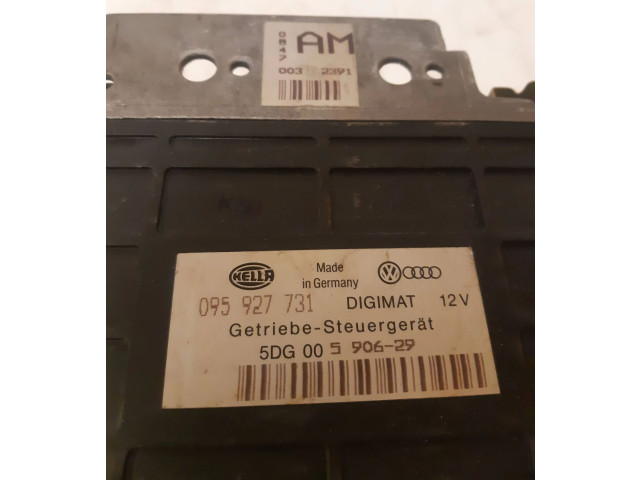 AM
0847
003 2391
HELLA
Made
in Germany
095 927 731 DIGIMAT 12 V
Getriebe-Steuergerät
5DG 00 5 906-29